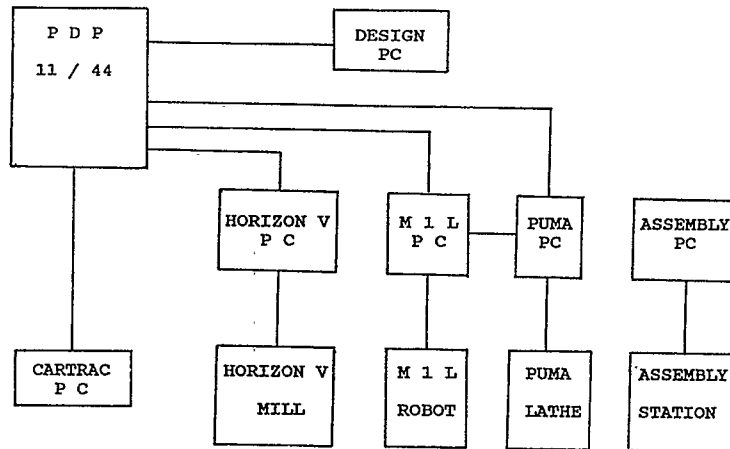 P D P
11 / 44
DESIGN
PC
HORIZON V
P C
M 1 L
P C
PUMA
PC
ASSEMBLY
PC
CARTRAC
P C
HORIZON V
MILL
M 1 L
ROBOT
PUMA
LATHE
ASSEMBLY
STATION